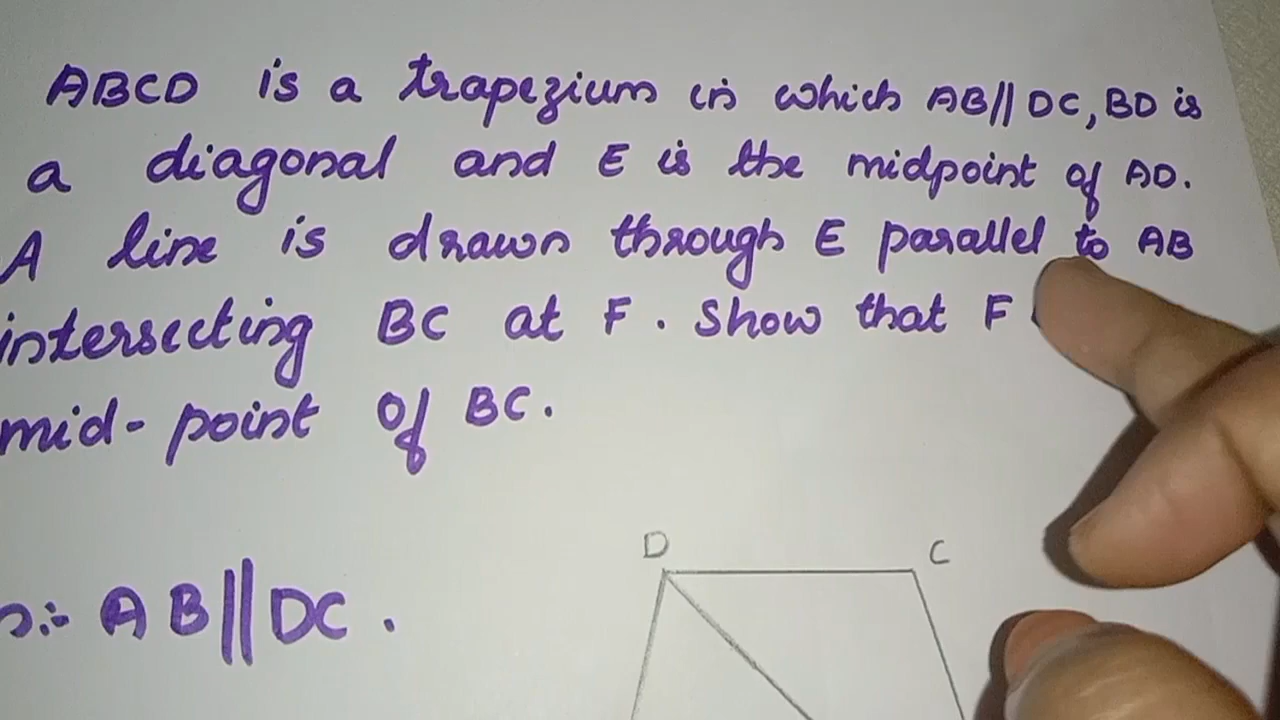 ABCD is a trapezium in which AB//DC, BD is
a diagonal and E is the midpoint of AD.
A line is drawn through E parallel to AB
intersecting BC at F. Show that F
mid-point of BC.
D
C
n:- AB||DC.